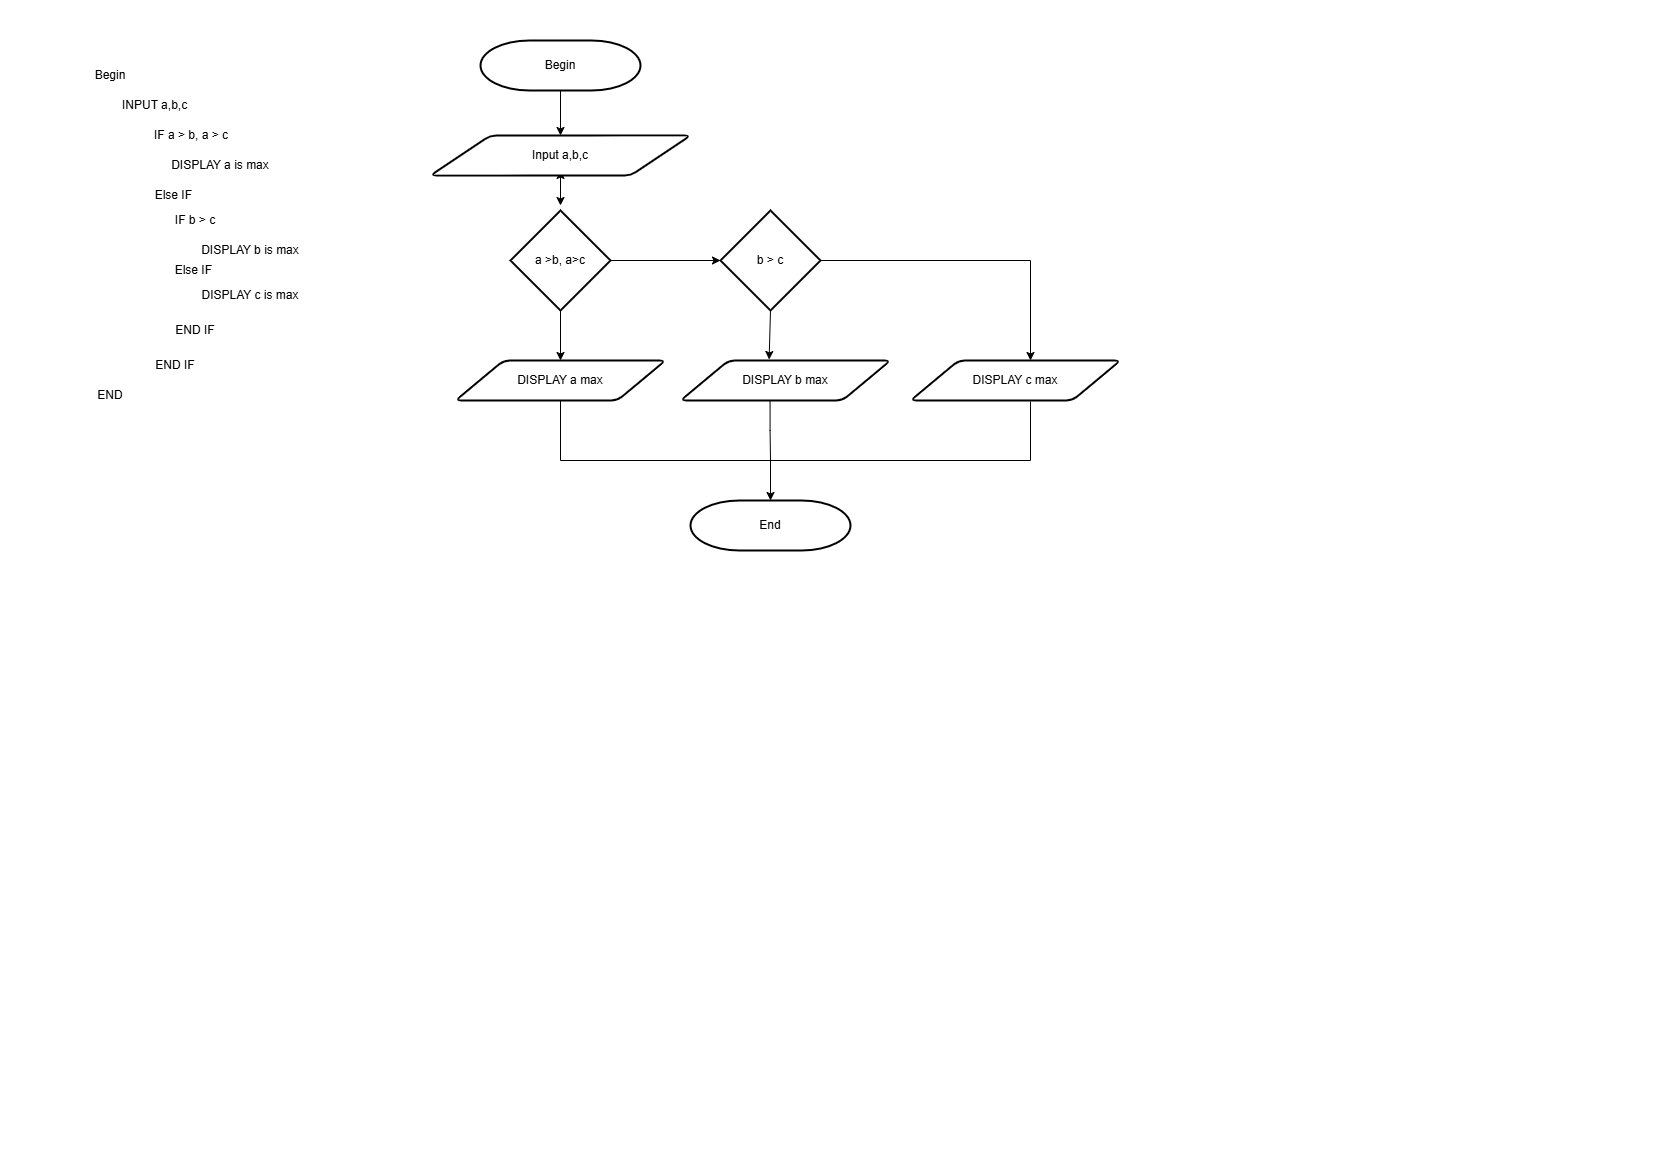 Begin
INPUT a,b,c
IF a > b, a > c
DISPLAY a is max
Else IF
IF b > c
DISPLAY b is max
Else IF
DISPLAY c is max
END IF
END IF
END
Begin
Input a,b,c
a >b, a>c
b > c
DISPLAY a max
DISPLAY b max
DISPLAY c max
End